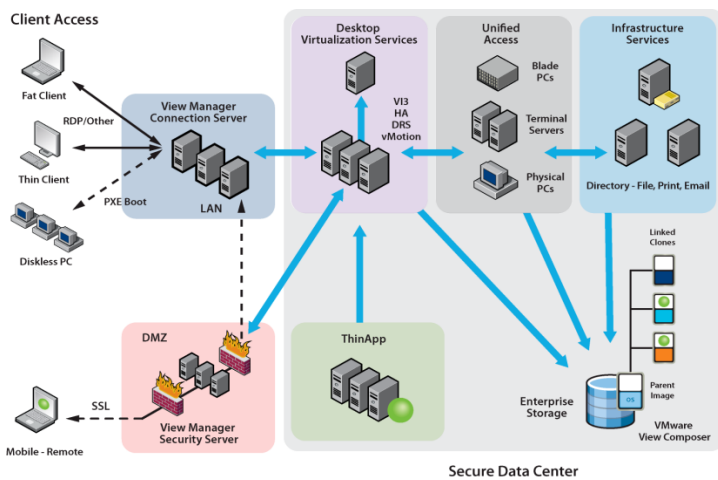 Client Access
Fat Client
RDP/Other
Thin Client
PXE Boot
Diskless PC
View Manager
Connection Server
LAN
Desktop
Virtualization Services
VI3
HA
DRS
vMotion
Unified
Access
Blade
PCs
Terminal
Servers
Physical
PCs
Infrastructure
Services
Directory - File, Print, Email
Linked
Clones
DMZ
View Manager
Security Server
SSL
Mobile - Remote
ThinApp
Enterprise
Storage
Parent
Image
OS
VMware
View Composer
Secure Data Center